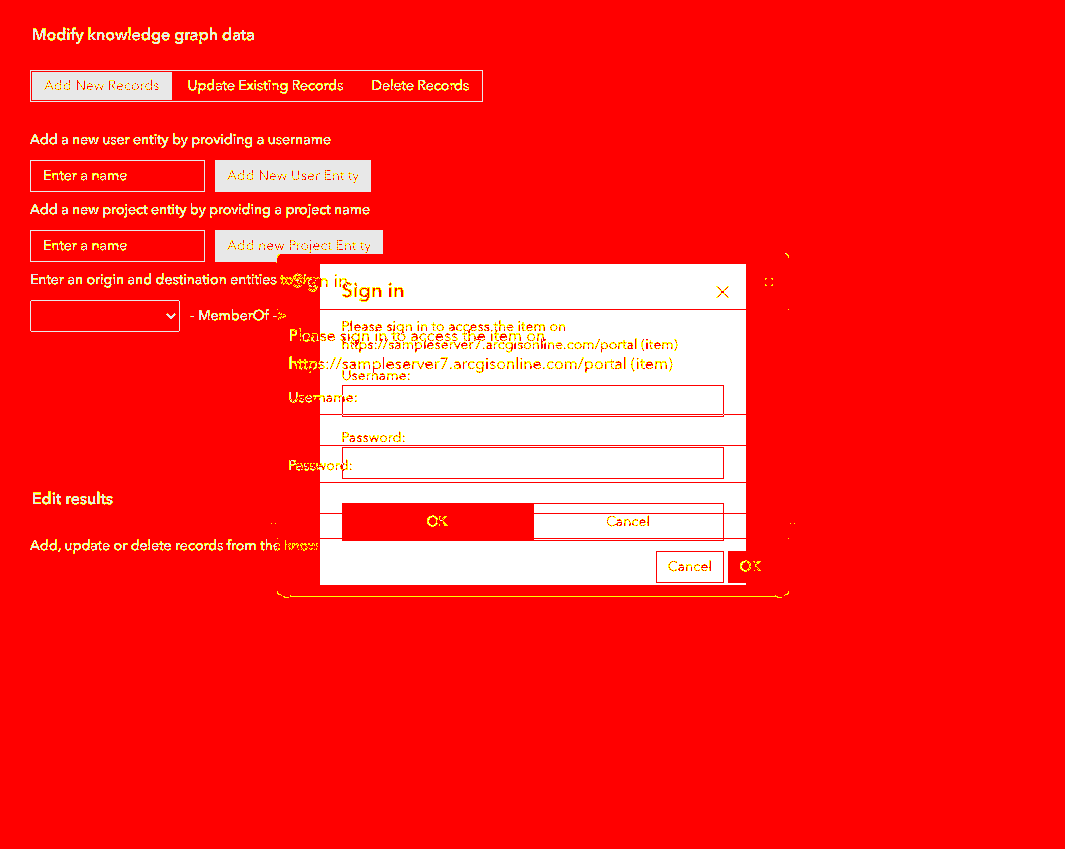 Modify knowledge graph data
Add New Records Update Existing Records Delete Records
Add a new user entity by providing a username
Enter a name Add New User Entity
Add a new project entity by providing a project name
Enter a name Add new Project Entity
Enter an origin and destination entities to
- MemberOf ->
Sign in
Sign in
Please sign in to access the item on
https://sampleserver7.arcgisonline.com/portal (item)
Please sign in to access the item on
https://sampleserver7.arcgisonline.com/portal (item)
Username:
Username:
Password:
Password:
OK Cancel
Cancel OK
Edit results
Add, update or delete records from the know